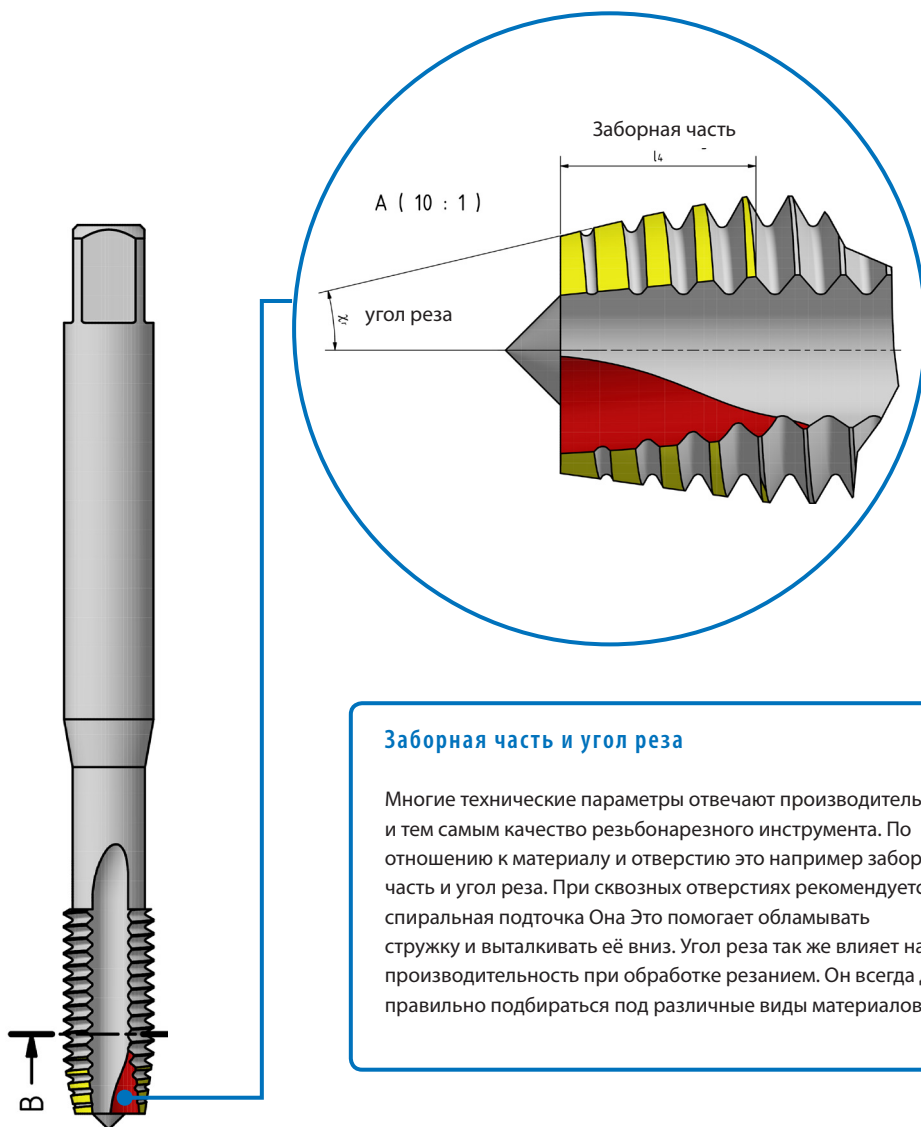 Заборная часть
l4
A ( 10 : 1 )
χr
угол реза
B
Заборная часть и угол реза
Многие технические параметры отвечают производитель
и тем самым качество резьбонарезного инструмента. По
отношению к материалу и отверстию это например забор
часть и угол реза. При сквозных отверстиях рекомендуетс
спиральная подточка Она Это помогает обламывать
стружку и выталкивать её вниз. Угол реза так же влияет на
производительность при обработке резанием. Он всегда
правильно подбираться под различные виды материалов